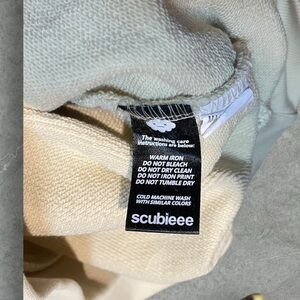 The washing care
instructions are below:
WARM IRON
DO NOT BLEACH
DO NOT DRY CLEAN
DO NOT IRON PRINT
DO NOT TUMBLE DRY
COLD MACHINE WASH
WITH SIMILAR COLORS
scubieee